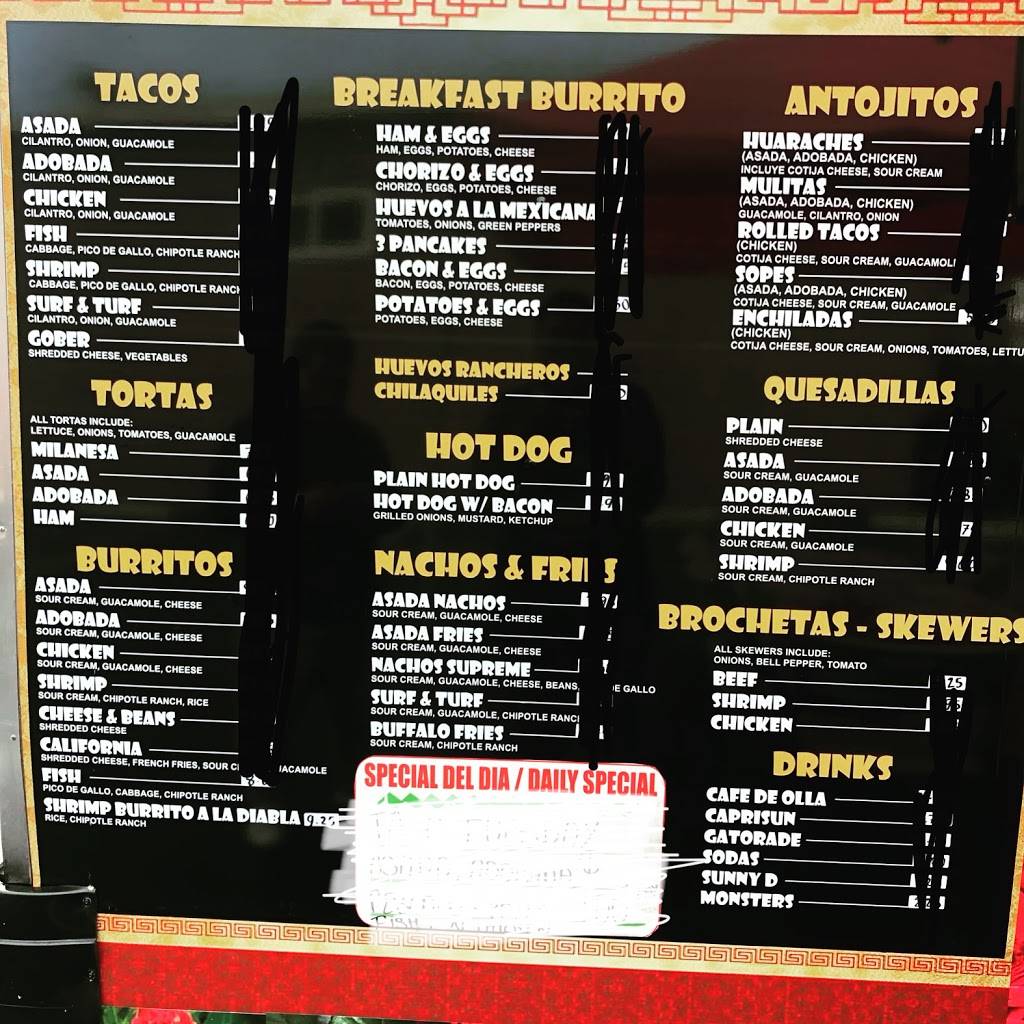 TACOS
ASADA
CILANTRO, ONION, GUACAMOLE
ADOBADA
CILANTRO, ONION, GUACAMOLE
CHICKEN
CILANTRO, ONION, GUACAMOLE
FISH
CABBAGE, PICO DE GALLO, CHIPOTLE RANCH
SHRIMP
CABBAGE, PICO DE GALLO, CHIPOTLE RANCH
SURF & TURF
CILANTRO, ONION, GUACAMOLE
GOBER
SHREDDED CHEESE, VEGETABLES
TORTAS
ALL TORTAS INCLUDE:
LETTUCE, ONIONS, TOMATOES, GUACAMOLE
MILANESA
ASADA
ADOBADA
HAM
BURRITOS
ASADA
SOUR CREAM, GUACAMOLE, CHEESE
ADOBADA
SOUR CREAM, GUACAMOLE, CHEESE
CHICKEN
SOUR CREAM, GUACAMOLE, CHEESE
SHRIMP
SOUR CREAM, CHIPOTLE RANCH, RICE
CHEESE & BEANS
SHREDDED CHEESE
CALIFORNIA
SHREDDED CHEESE, FRENCH FRIES, SOUR
FISH
PICO DE GALLO, CABBAGE, CHIPOTLE RANCH
SHRIMP BURRITO A LA DIABLA
RICE, CHIPOTLE RANCH
BREAKFAST BURRITO
HAM & EGGS
HAM, EGGS, POTATOES, CHEESE
CHORIZO & EGGS
CHORIZO, EGGS, POTATOES, CHEESE
HUEVOS A LA MEXICANA
TOMATOES, ONIONS, GREEN PEPPERS
3 PANCAKES
BACON & EGGS
BACON, EGGS, POTATOES, CHEESE
POTATOES & EGGS
POTATOES, EGGS, CHEESE
HUEVOS RANCHEROS
CHILAQUILES
HOT DOG
PLAIN HOT DOG
HOT DOG W/ BACON
GRILLED ONIONS, MUSTARD, KETCHUP
NACHOS & FRIES
ASADA NACHOS
SOUR CREAM, GUACAMOLE, CHEESE
ASADA FRIES
SOUR CREAM, GUACAMOLE, CHEESE
NACHOS SUPREME
SOUR CREAM, GUACAMOLE, CHEESE, BEANS, DE GALLO
SURF & TURF
SOUR CREAM, GUACAMOLE, CHIPOTLE RANCH
BUFFALO FRIES
SOUR CREAM, CHIPOTLE RANCH
SPECIAL DEL DIA / DAILY SPECIAL
ANTOJITOS
HUARACHES
(ASADA, ADOBADA, CHICKEN)
INCLUYE COTIJA CHEESE, SOUR CREAM
MULITAS
(ASADA, ADOBADA, CHICKEN)
GUACAMOLE, CILANTRO, ONION
ROLLED TACOS
(CHICKEN)
COTIJA CHEESE, SOUR CREAM, GUACAMOLE
SOPES
(ASADA, ADOBADA, CHICKEN)
COTIJA CHEESE, SOUR CREAM, GUACAMOLE
ENCHILADAS
(CHICKEN)
COTIJA CHEESE, SOUR CREAM, ONIONS, TOMATOES, LETTU
QUESADILLAS
PLAIN
SHREDDED CHEESE
ASADA
SOUR CREAM, GUACAMOLE
ADOBADA
SOUR CREAM, GUACAMOLE
CHICKEN
SOUR CREAM, GUACAMOLE
SHRIMP
SOUR CREAM, CHIPOTLE RANCH
BROCHETAS - SKEWERS
ALL SKEWERS INCLUDE:
ONIONS, BELL PEPPER, TOMATO
BEEF
SHRIMP
CHICKEN
DRINKS
CAFE DE OLLA
CAPRISUN
GATORADE
SODAS
SUNNY D
MONSTERS